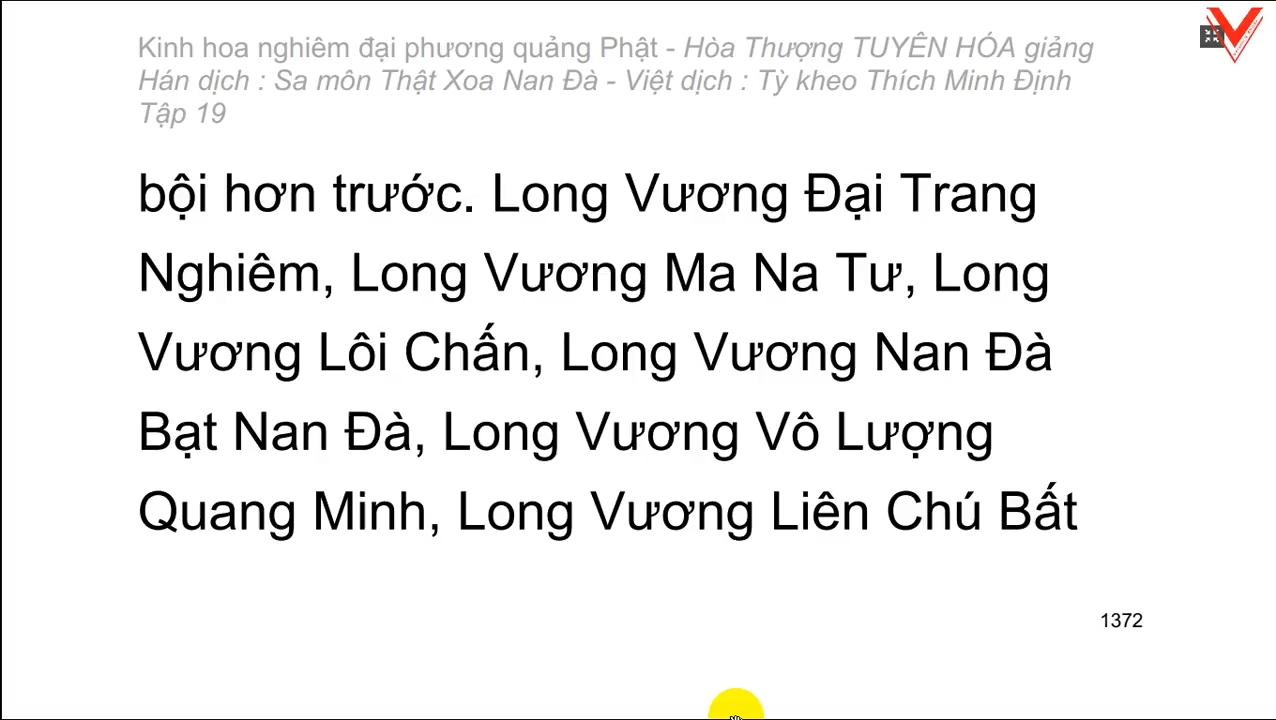 Kinh hoa nghiêm đại phương quảng Phật - Hòa Thượng TUYÊN HÓA giảng
Hán dịch : Sa môn Thật Xoa Nan Đà - Việt dịch : Tỳ kheo Thích Minh Định
Tập 19
bội hơn trước. Long Vương Đại Trang
Nghiêm, Long Vương Ma Na Tư, Long
Vương Lôi Chấn, Long Vương Nan Đà
Bạt Nan Đà, Long Vương Vô Lượng
Quang Minh, Long Vương Liên Chú Bất
1372